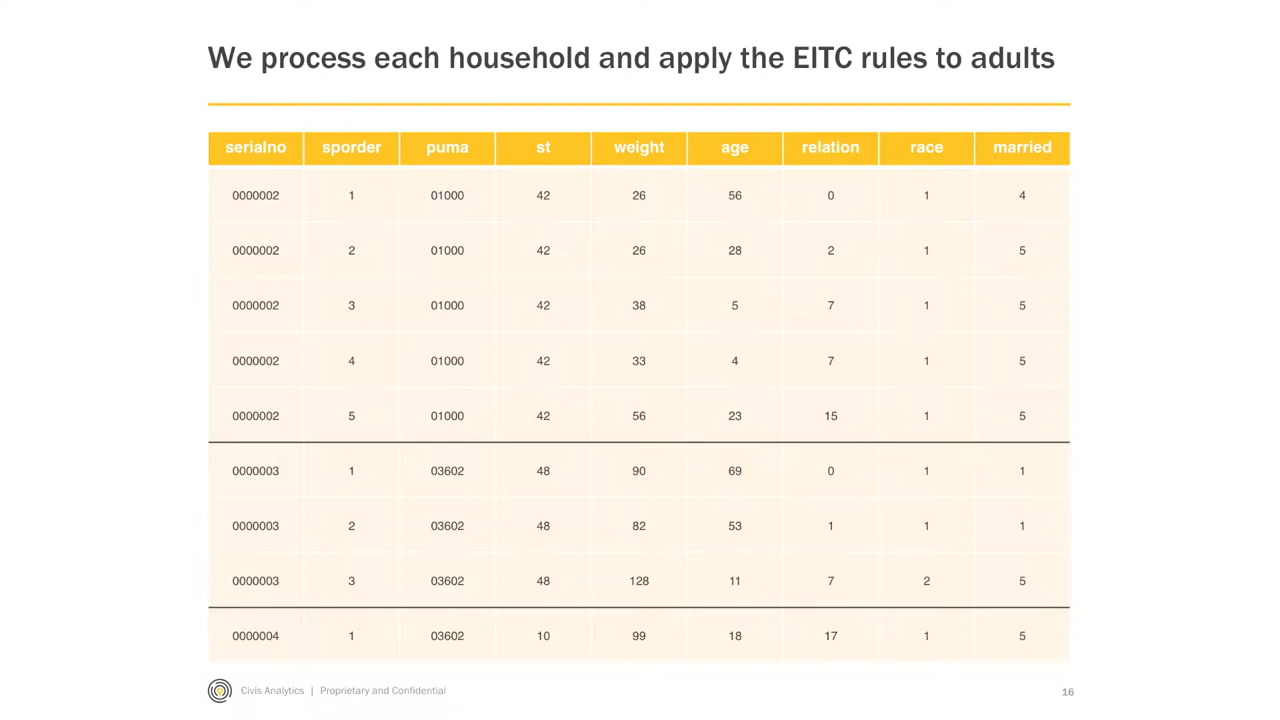 We process each household and apply the EITC rules to adults
serialno sporder puma st weight age relation race married
0000002 1 01000 42 26 56 0 1 4
0000002 2 01000 42 26 28 2 1 5
0000002 3 01000 42 38 5 7 1 5
0000002 4 01000 42 33 4 7 1 5
0000002 5 01000 42 56 23 15 1 5
0000003 1 03602 48 90 69 0 1 1
0000003 2 03602 48 82 53 1 1 1
0000003 3 03602 48 128 11 7 2 5
0000004 1 03602 10 99 18 17 1 5
Civis Analytics | Proprietary and Confidential
16